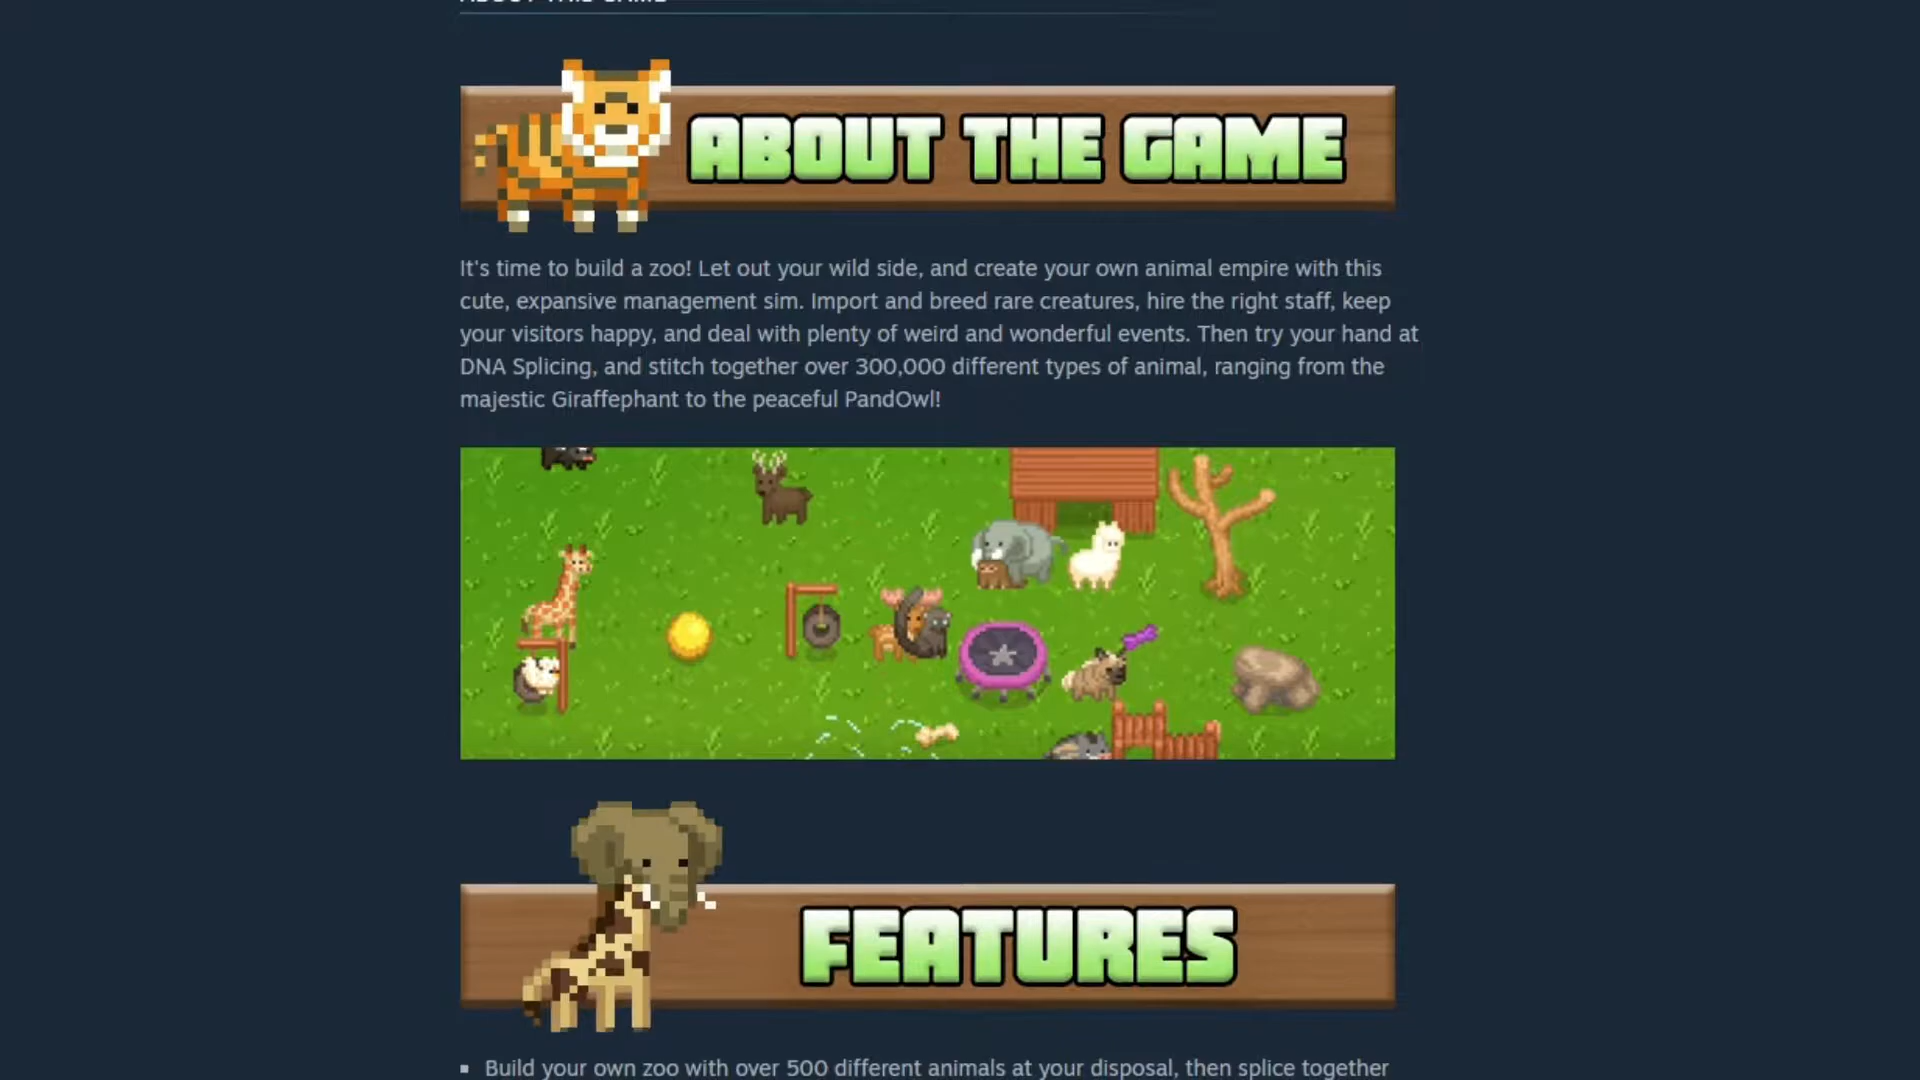 ABOUT THIS GAME
ABOUT THE GAME
It's time to build a zoo! Let out your wild side, and create your own animal empire with this
cute, expansive management sim. Import and breed rare creatures, hire the right staff, keep
your visitors happy, and deal with plenty of weird and wonderful events. Then try your hand at
DNA Splicing, and stitch together over 300,000 different types of animal, ranging from the
majestic Giraffephant to the peaceful PandOwl!
FEATURES
▪ Build your own zoo with over 500 different animals at your disposal, then splice together